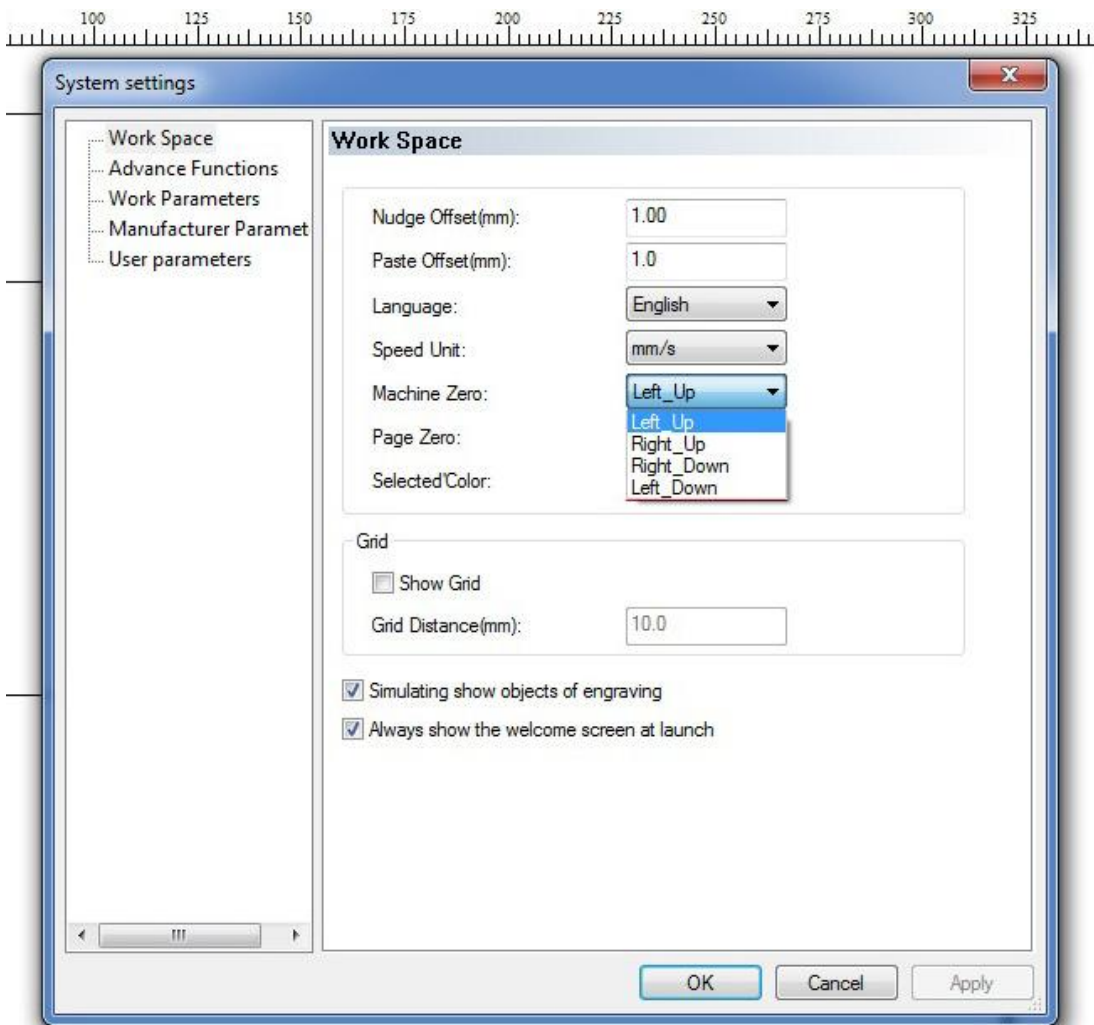 100 125 150 175 200 225 250 275 300 325
System settings
Work Space
Advance Functions
Work Parameters
Manufacturer Paramet
User parameters
Work Space
Nudge Offset(mm): 1.00
Paste Offset(mm): 1.0
Language: English
Speed Unit: mm/s
Machine Zero: Left_Up
Left_Up
Page Zero: Right_Up
Right_Down
Selected'Color: Left_Down
Grid
Show Grid
Grid Distance(mm): 10.0
Simulating show objects of engraving
Always show the welcome screen at launch
OK Cancel Apply